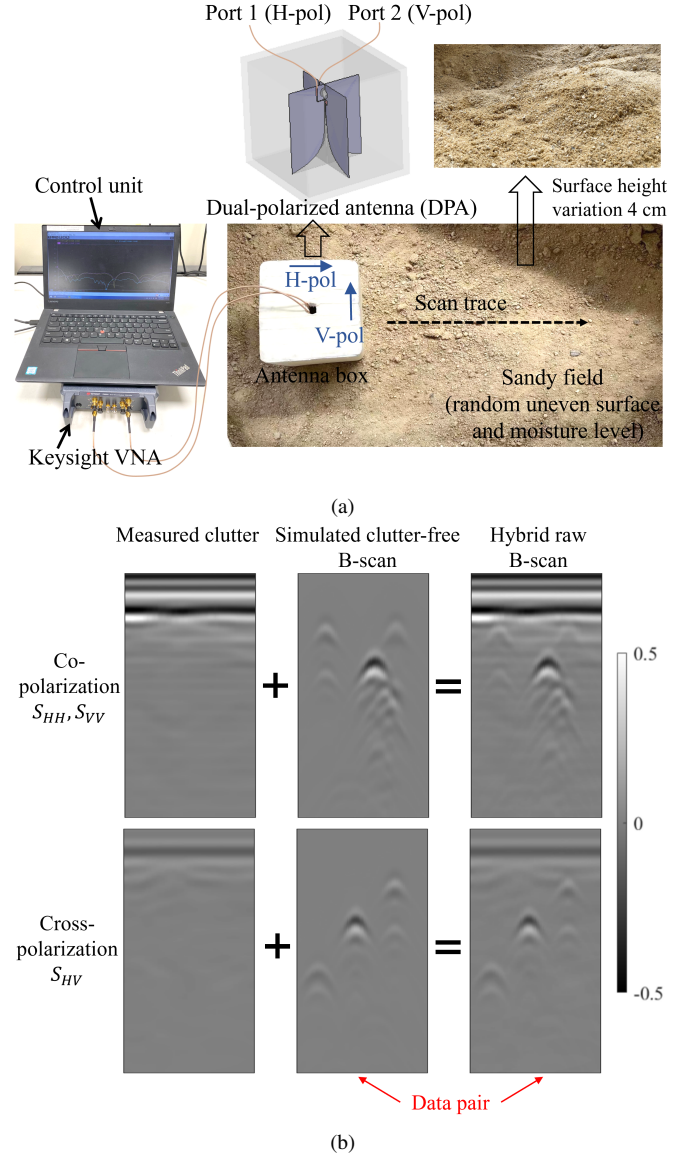 Port 1 (H-pol) Port 2 (V-pol)
Control unit
Dual-polarized antenna (DPA)
Surface height
variation 4 cm
H-pol
V-pol
Scan trace
Antenna box
Sandy field
(random uneven surface
and moisture level)
ThinkPad
Keysight VNA
(a)
Measured clutter Simulated clutter-free Hybrid raw
B-scan B-scan
Co-
polarization
S_HH, S_VV
+ =
0.5
0
-0.5
Cross-
polarization
S_HV
+ =
Data pair
(b)